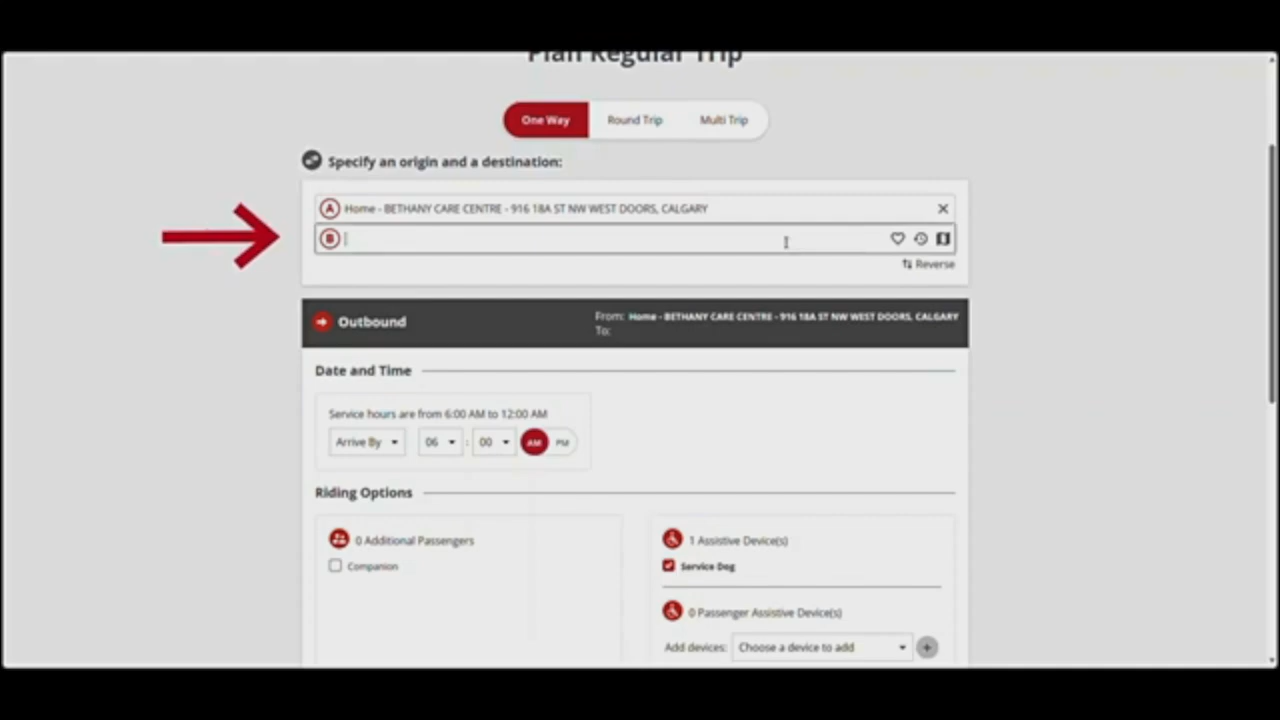 Plan Regular Trip
One Way Round Trip Multi Trip
Specify an origin and a destination:
A Home - BETHANY CARE CENTRE - 916 18A ST NW WEST DOORS, CALGARY
B
Reverse
Outbound
From: Home - BETHANY CARE CENTRE - 916 18A ST NW WEST DOORS, CALGARY
To:
Date and Time
Service hours are from 6:00 AM to 12:00 AM
Arrive By 06 : 00 AM PM
Riding Options
0 Additional Passengers
Companion
1 Assistive Device(s)
Service Dog
0 Passenger Assistive Device(s)
Add devices: Choose a device to add +